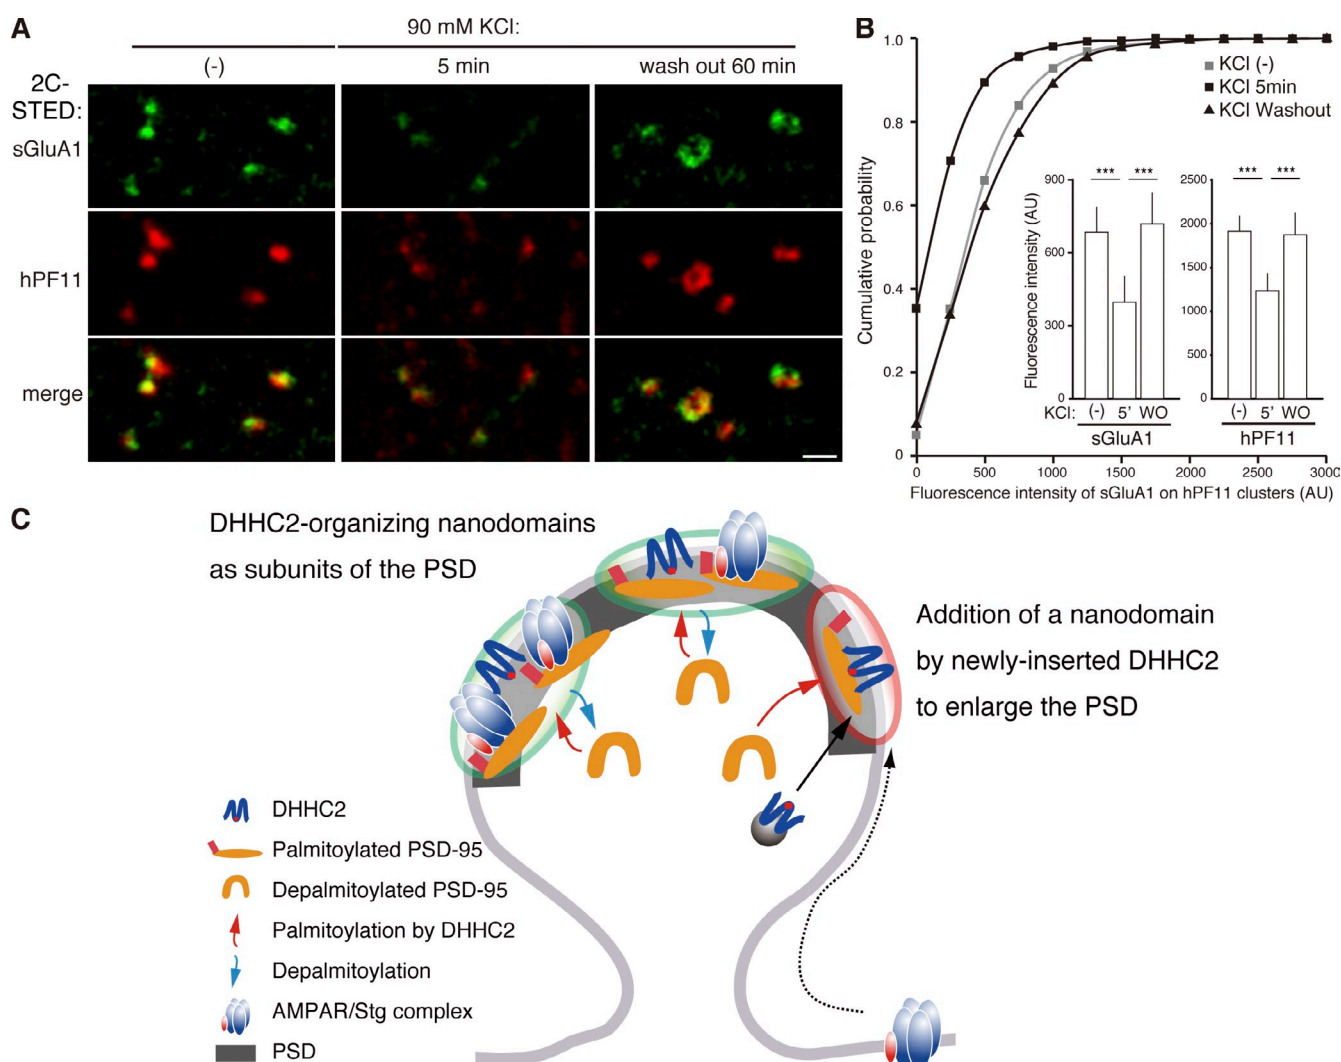 A
90 mM KCl:
(-)
5 min
wash out 60 min
2C-
STED:
sGluA1
hPF11
merge
B
1.0
0.8
0.6
0.4
0.2
0
Cumulative probability
0
500
1000
1500
2000
2500
3000
Fluorescence intensity of sGluA1 on hPF11 clusters (AU)
KCl (-)
KCl 5min
KCl Washout
Fluorescence intensity (AU)
900
600
300
0
*** ***
KCl: (-) 5' WO
sGluA1
2500
2000
1500
1000
500
0
*** ***
(-) 5' WO
hPF11
C
DHHC2-organizing nanodomains
as subunits of the PSD
Addition of a nanodomain
by newly-inserted DHHC2
to enlarge the PSD
DHHC2
Palmitoylated PSD-95
Depalmitoylated PSD-95
Palmitoylation by DHHC2
Depalmitoylation
AMPAR/Stg complex
PSD